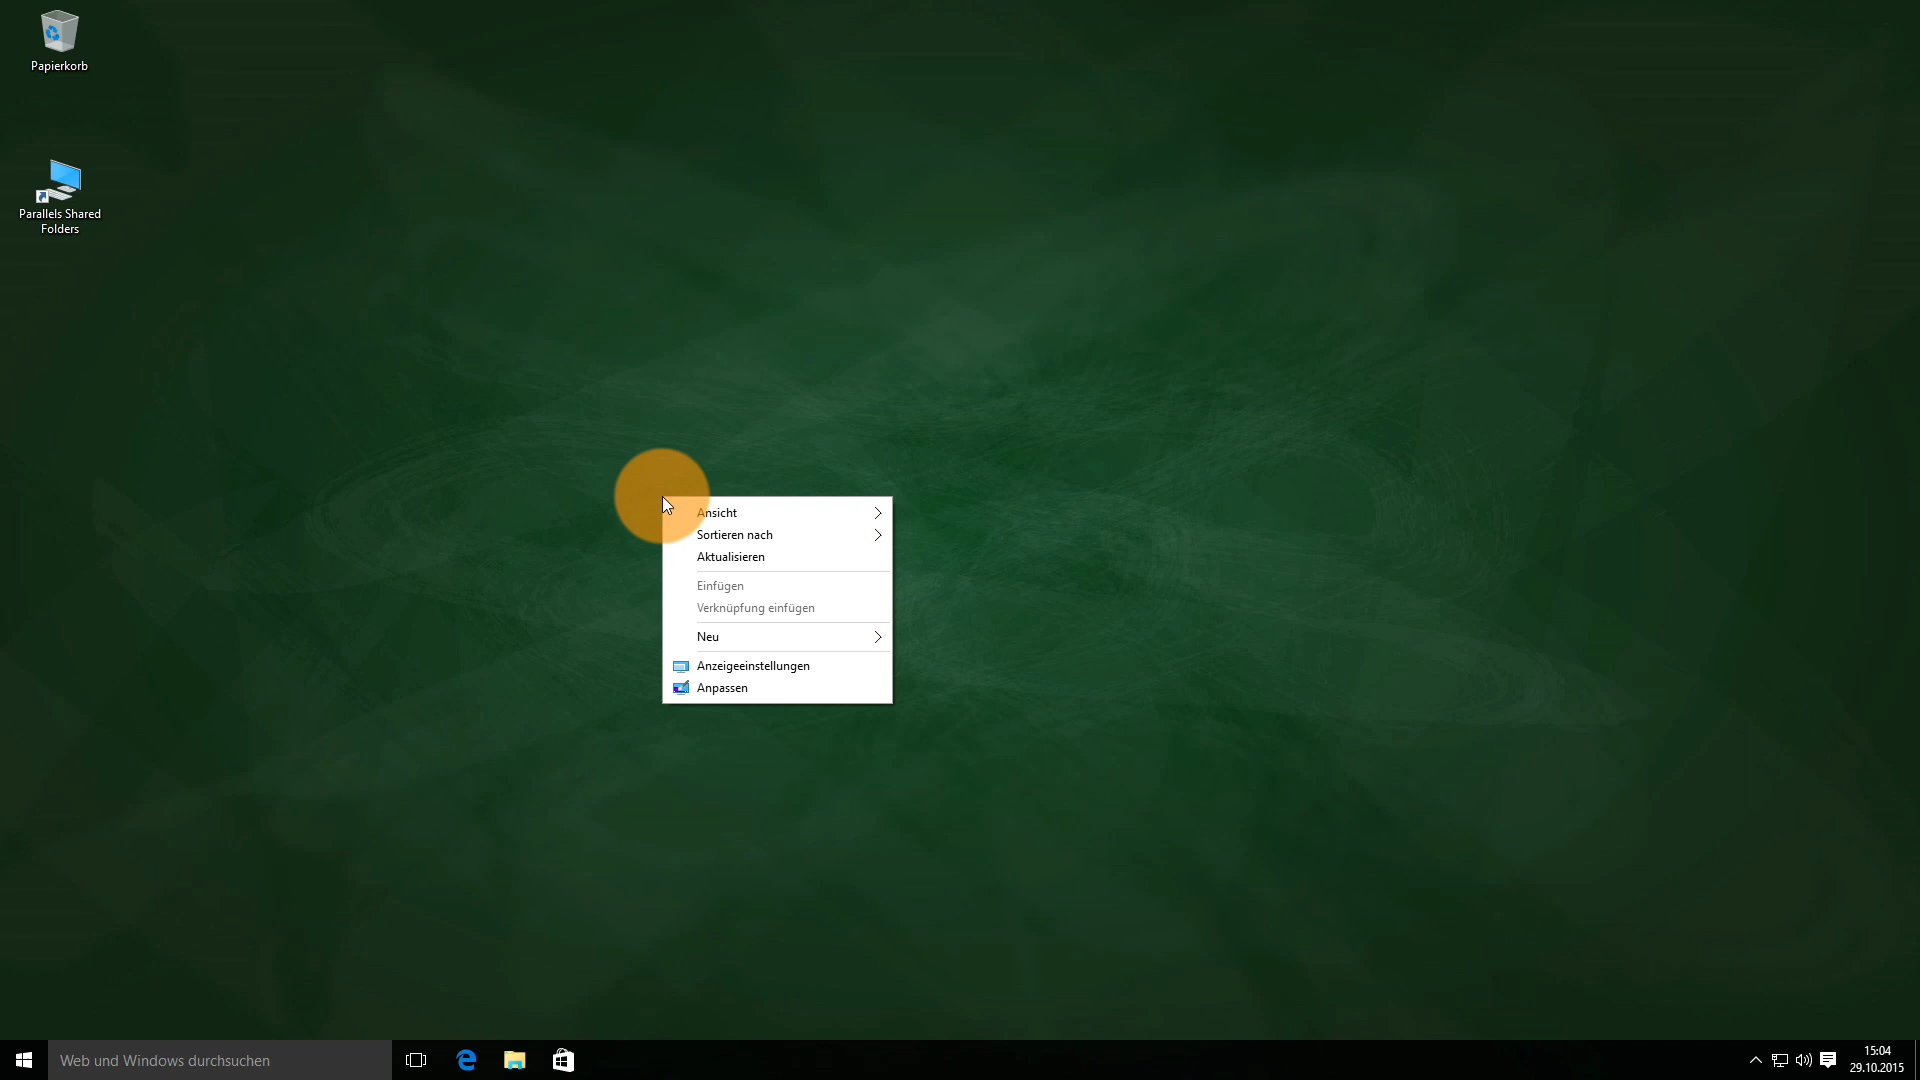 Papierkorb
Parallels Shared
Folders
Ansicht
Sortieren nach
Aktualisieren
Einfügen
Verknüpfung einfügen
Neu
Anzeigeeinstellungen
Anpassen
Web und Windows durchsuchen
15:04
29.10.2015